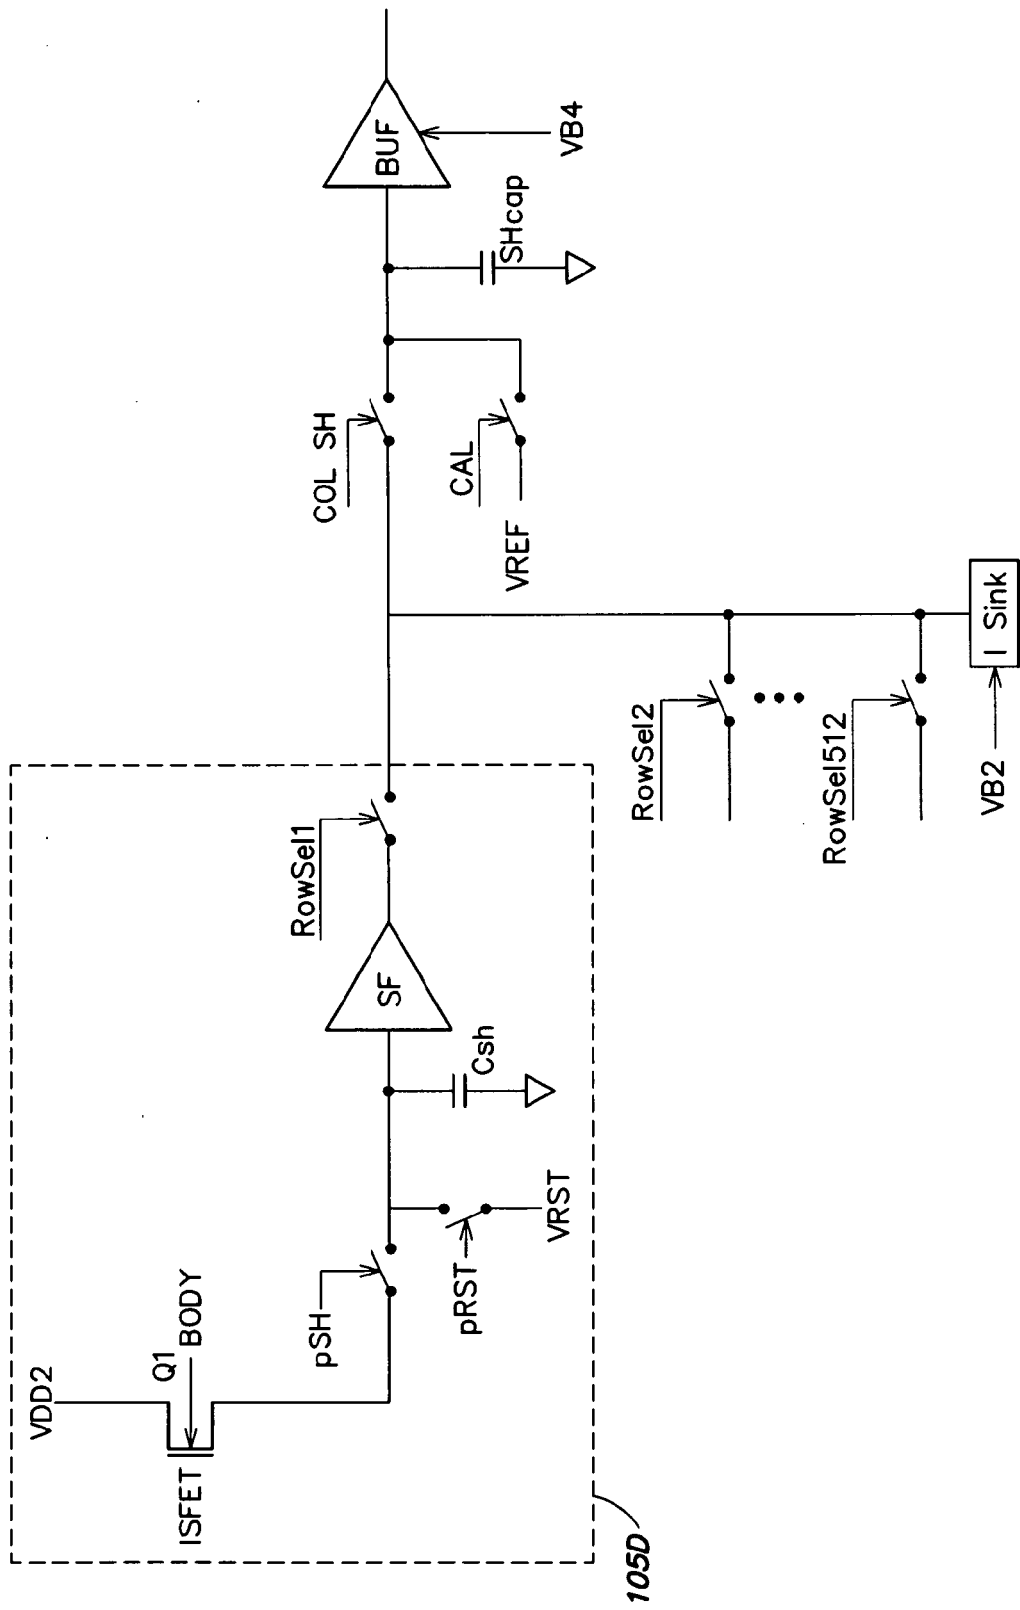 VDD2
Q1
BODY
ISFET
pSH
pRST
VRST
Csh
SF
RowSel1
RowSel2
RowSel512
VB2
I Sink
COL SH
CAL
VREF
SHcap
BUF
VB4
105D